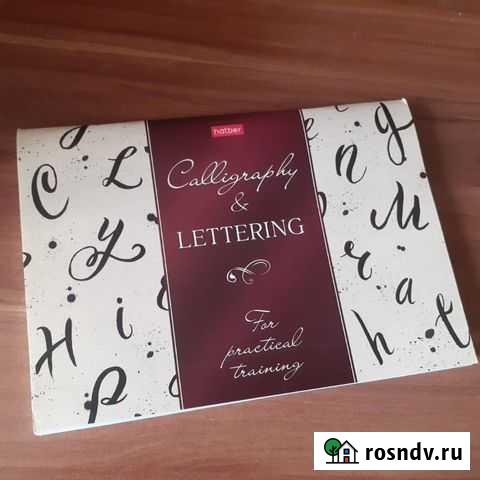 hatber
Calligraphy
&
LETTERING
For
practical
training
C L
y
H i
p
n g
M
r a
a h t
rosndv.ru